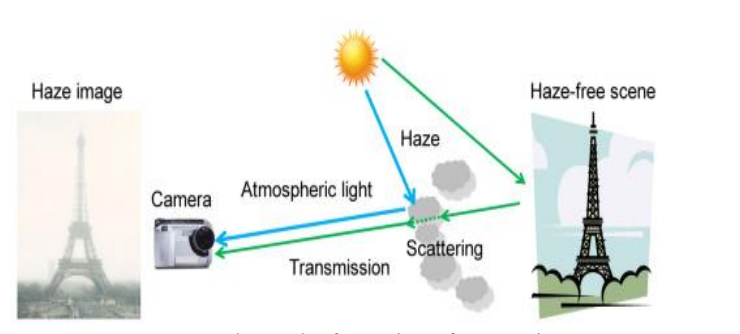 Haze image
Haze-free scene
Haze
Camera
Atmospheric light
Scattering
Transmission